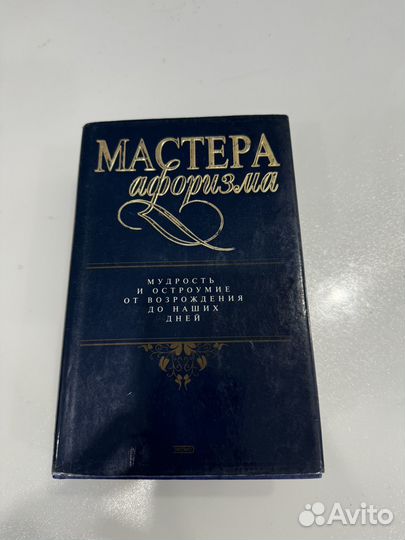 МАСТЕРА
афоризма
МУДРОСТЬ
И ОСТРОУМИЕ
ОТ ВОЗРОЖДЕНИЯ
ДО НАШИХ
ДНЕЙ
Avito